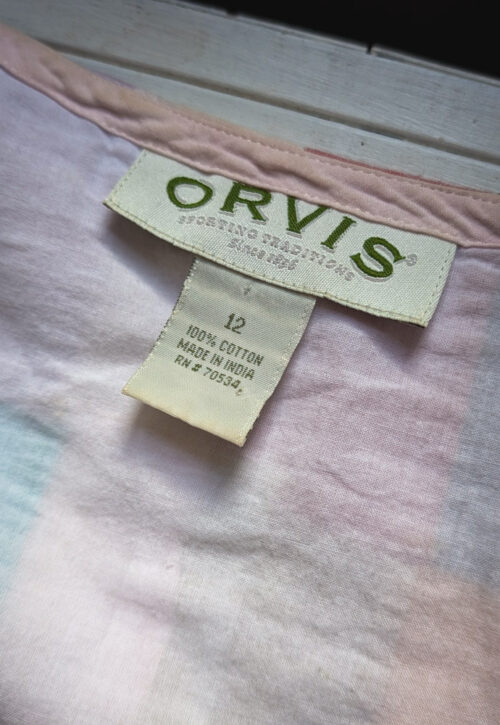 ORVIS®
SPORTING TRADITIONS
Since 1856
12
100% COTTON
MADE IN INDIA
RN # 70534